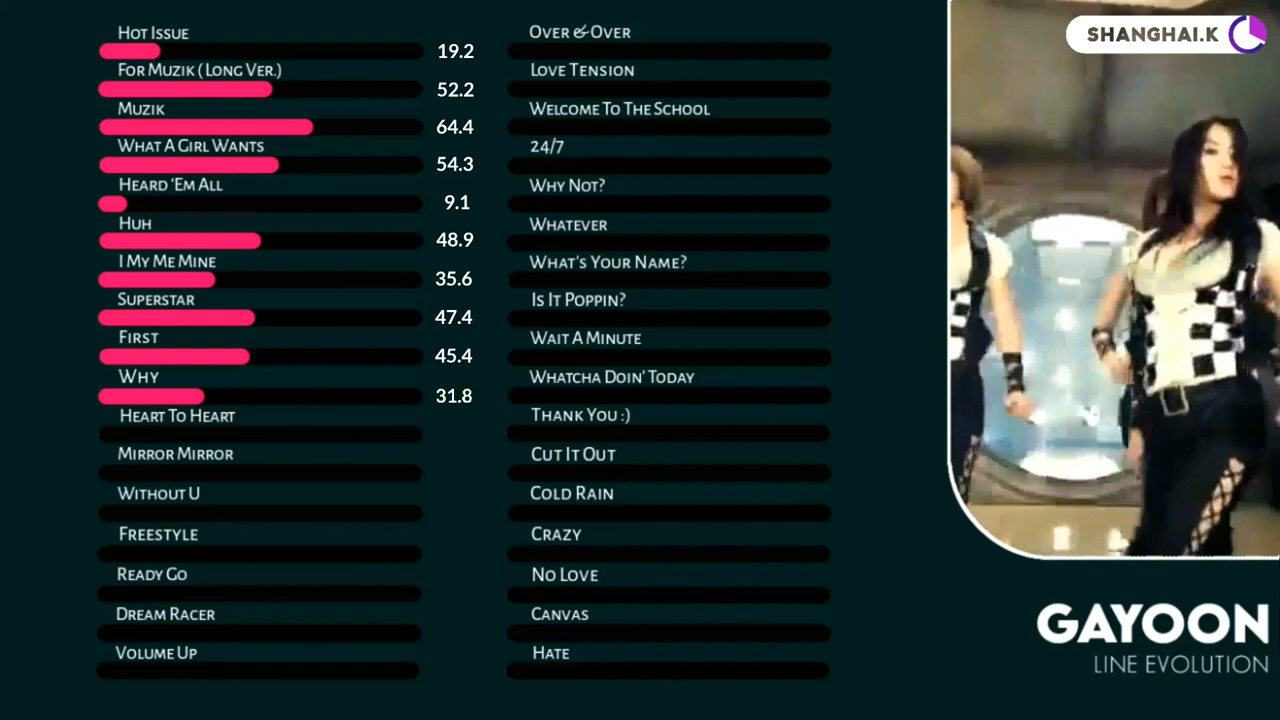 HOT ISSUE
19.2
FOR MUZIK (LONG VER.)
52.2
MUZIK
64.4
WHAT A GIRL WANTS
54.3
HEARD 'EM ALL
9.1
HUH
48.9
I MY ME MINE
35.6
SUPERSTAR
47.4
FIRST
45.4
WHY
31.8
HEART TO HEART
MIRROR MIRROR
WITHOUT U
FREESTYLE
READY GO
DREAM RACER
VOLUME UP
OVER & OVER
LOVE TENSION
WELCOME TO THE SCHOOL
24/7
WHY NOT?
WHATEVER
WHAT'S YOUR NAME?
IS IT POPPIN?
WAIT A MINUTE
WHATCHA DOIN' TODAY
THANK YOU :)
CUT IT OUT
COLD RAIN
CRAZY
NO LOVE
CANVAS
HATE
SHANGHAI.K
GAYOON
LINE EVOLUTION